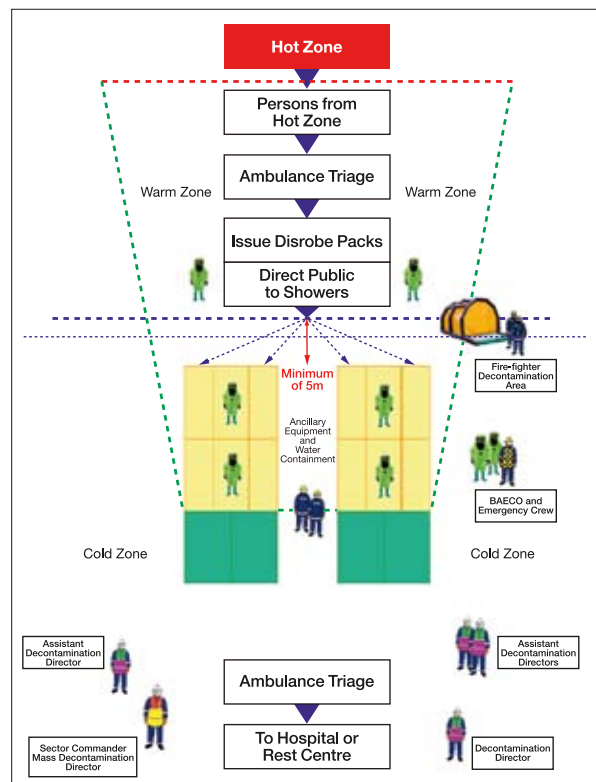 Hot Zone
Persons from
Hot Zone
Ambulance Triage
Warm Zone
Warm Zone
Issue Disrobe Packs
Direct Public
to Showers
Minimum
of 5m
Fire-fighter
Decontamination
Area
Ancillary
Equipment
and
Water
Containment
BAECO and
Emergency Crew
Cold Zone
Cold Zone
Assistant
Decontamination
Director
Assistant
Decontamination
Directors
Ambulance Triage
To Hospital or
Rest Centre
Sector Commander
Mass Decontamination
Director
Decontamination
Director